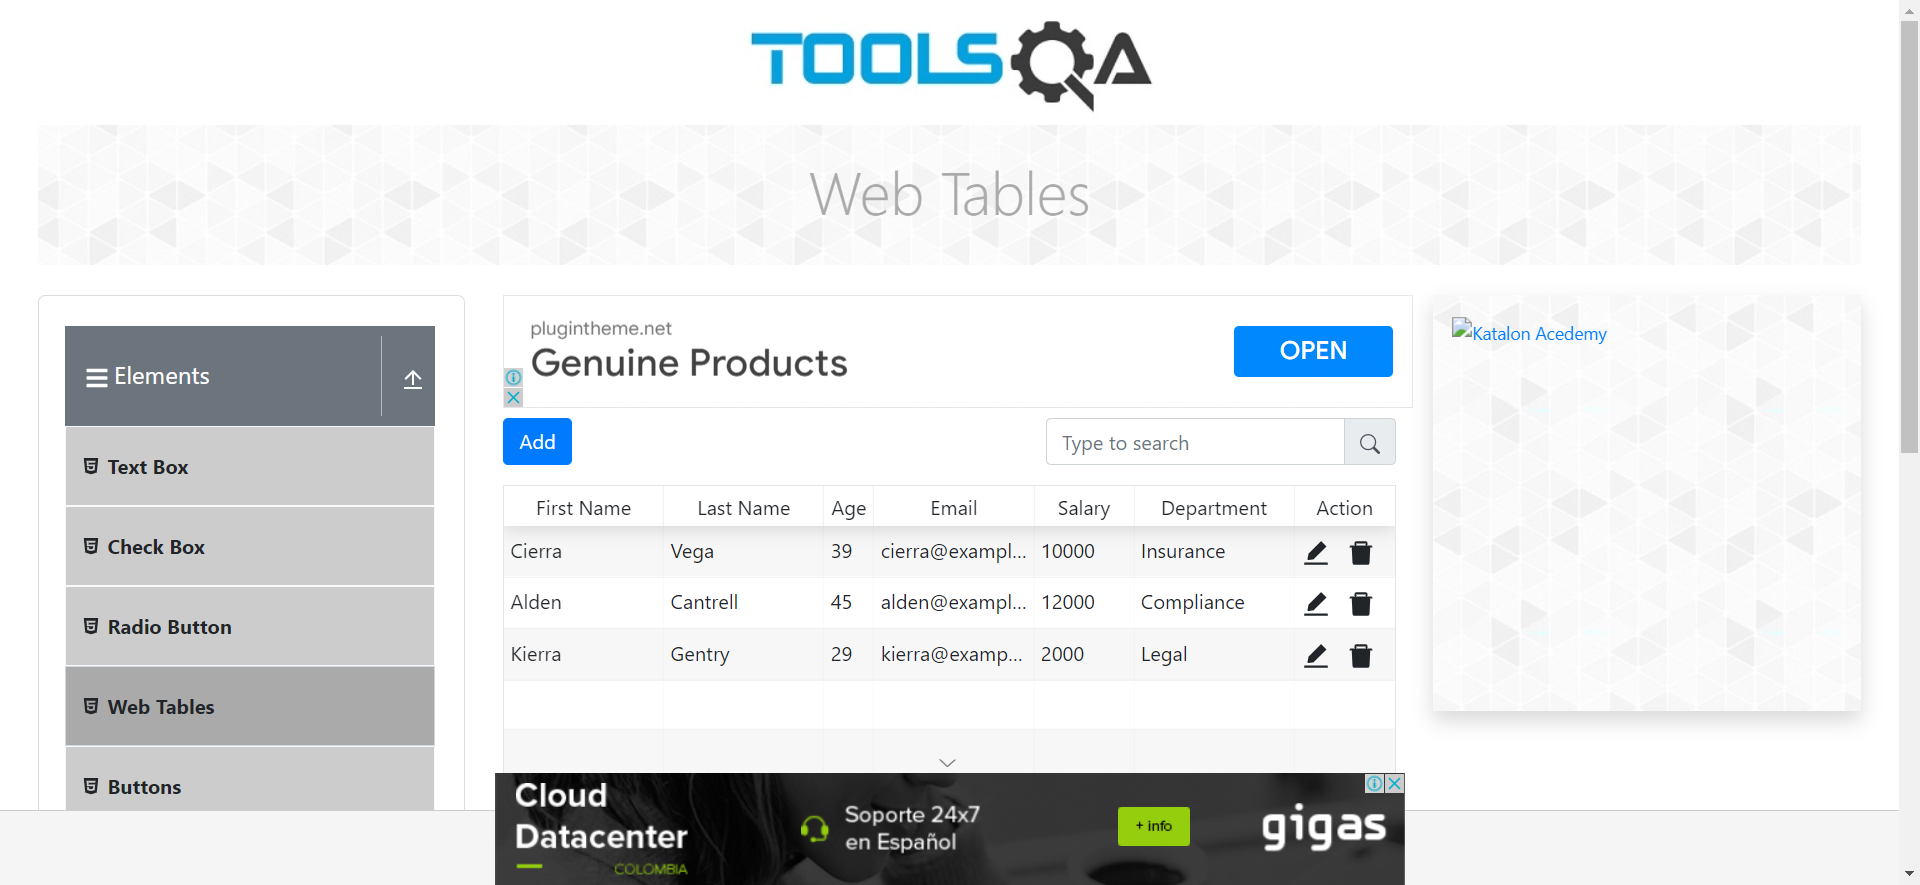 TOOLSQA
Web Tables
Elements
Text Box
Check Box
Radio Button
Web Tables
Buttons
plugintheme.net
Genuine Products
OPEN
Add
Type to search
First Name Last Name Age Email Salary Department Action
Cierra Vega 39 cierra@exampl... 10000 Insurance
Alden Cantrell 45 alden@exampl... 12000 Compliance
Kierra Gentry 29 kierra@examp... 2000 Legal
Katalon Acedemy
Cloud
Datacenter
COLOMBIA
Soporte 24x7
en Español
+ info
gigas